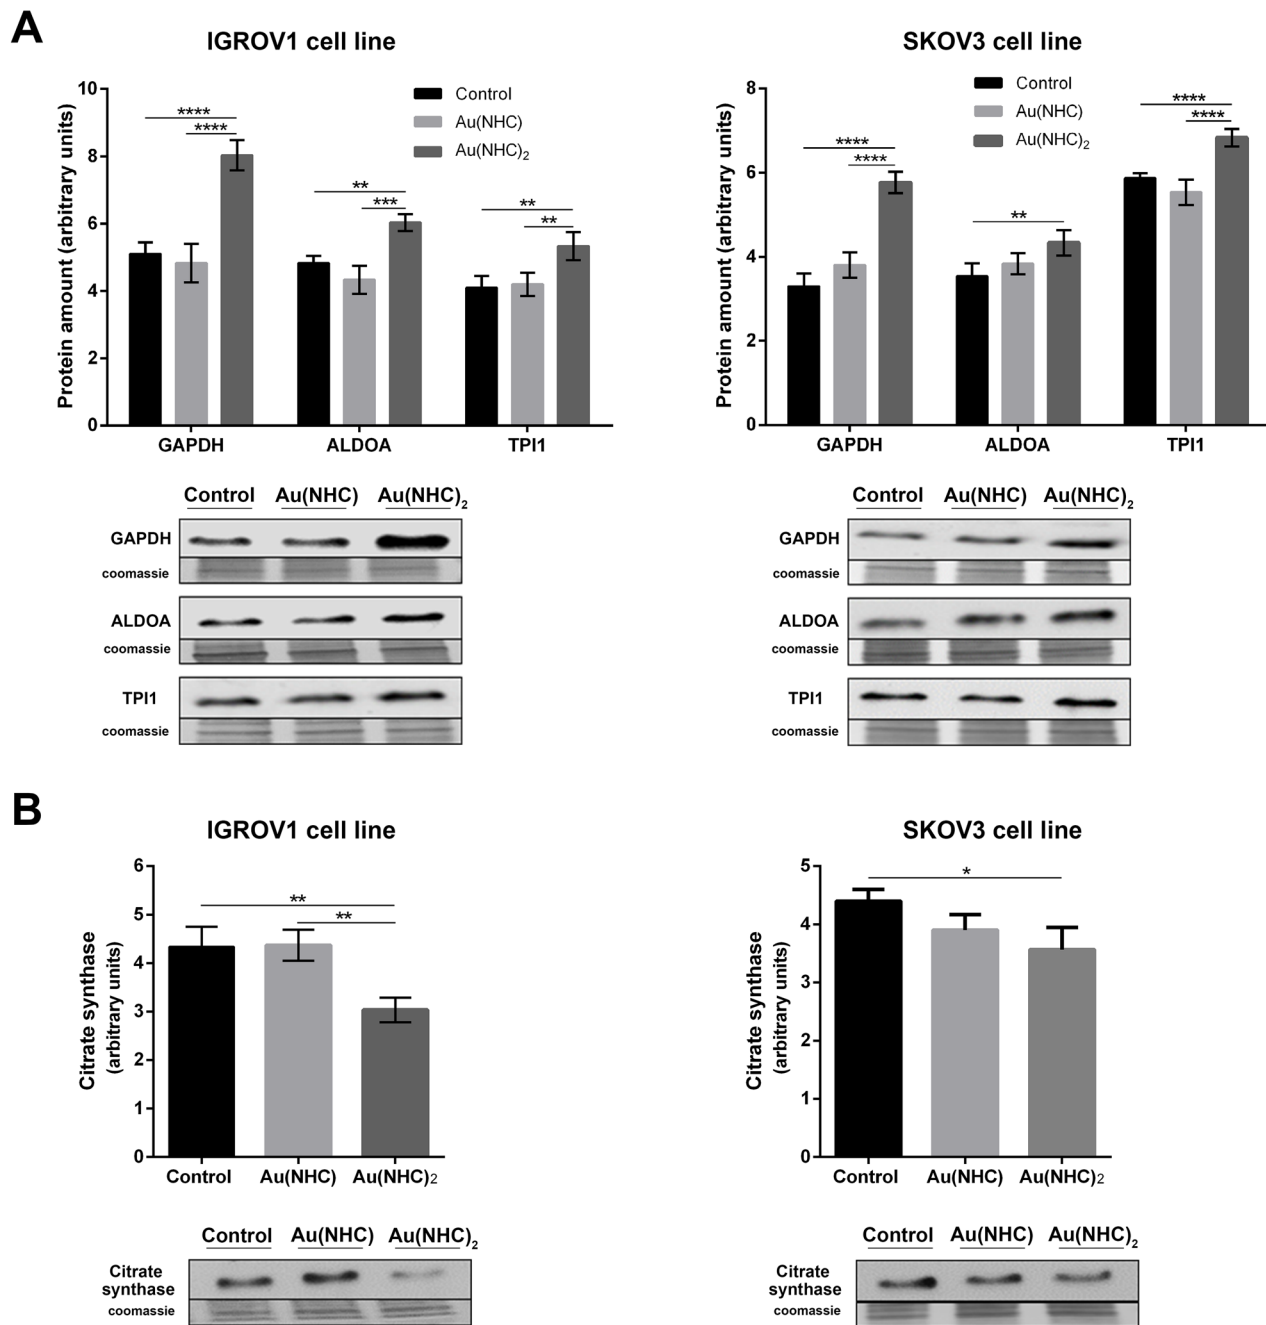 A
IGROV1 cell line
Protein amount (arbitrary units)
10
8
6
4
2
0
Control
Au(NHC)
Au(NHC)2
****
****
**
***
**
**
GAPDH ALDOA TPI1
Control Au(NHC) Au(NHC)2
GAPDH
coomassie
ALDOA
coomassie
TPI1
coomassie
SKOV3 cell line
Protein amount (arbitrary units)
8
6
4
2
0
Control
Au(NHC)
Au(NHC)2
****
****
**
****
****
GAPDH ALDOA TPI1
Control Au(NHC) Au(NHC)2
GAPDH
coomassie
ALDOA
coomassie
TPI1
coomassie
B
IGROV1 cell line
Citrate synthase
(arbitrary units)
6
5
4
3
2
1
0
**
**
Control Au(NHC) Au(NHC)2
Control Au(NHC) Au(NHC)2
Citrate
synthase
coomassie
SKOV3 cell line
Citrate synthase
(arbitrary units)
5
4
3
2
1
0
*
Control Au(NHC) Au(NHC)2
Control Au(NHC) Au(NHC)2
Citrate
synthase
coomassie